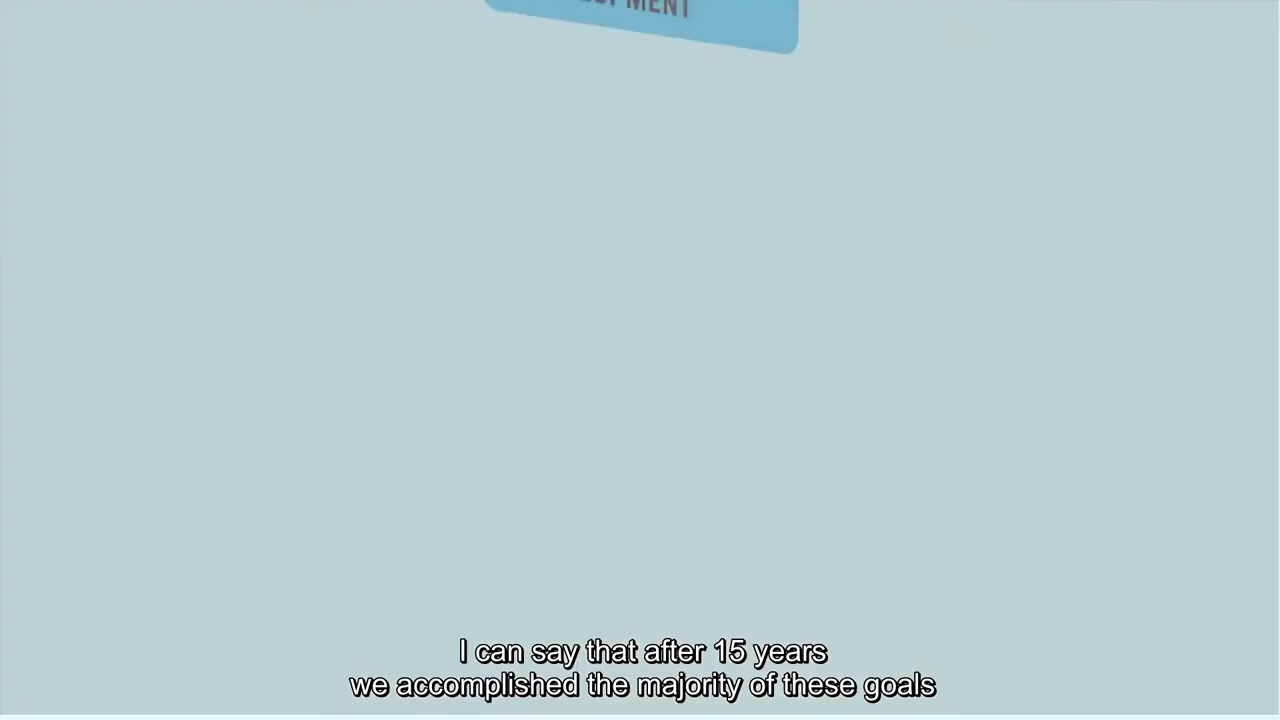 I can say that after 15 years
we accomplished the majority of these goals